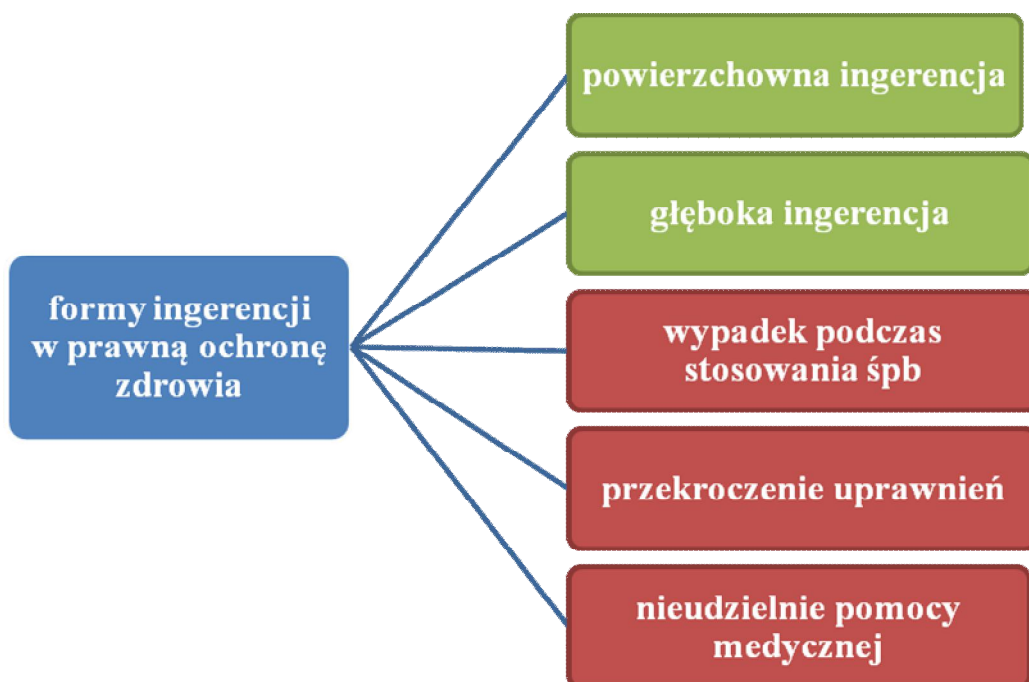 formy ingerencji
w prawną ochronę
zdrowia
powierzchowna ingerencja
głęboka ingerencja
wypadek podczas
stosowania śpb
przekroczenie uprawnień
nieudzielnie pomocy
medycznej